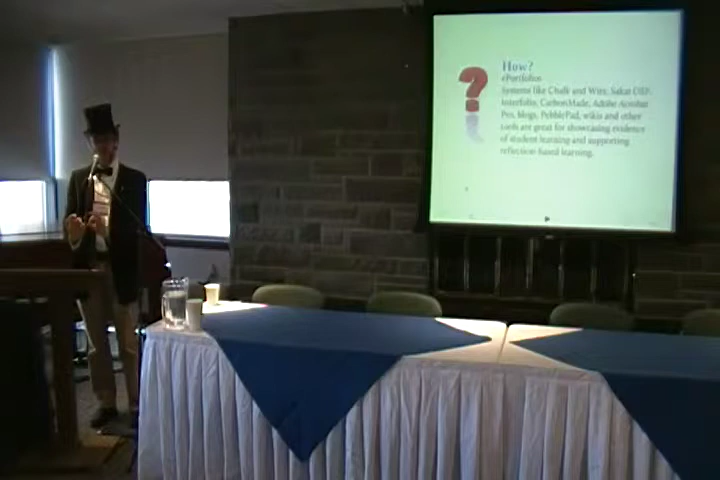 How?
ePortfolios
Systems like Chalk and Wire, Sakai OSP,
Interfolio, CarbonMade, Adobe Acrobat
Pro, blogs, PebblePad, wikis and other
tools are great for showcasing evidence
of student learning and supporting
reflection-based learning.